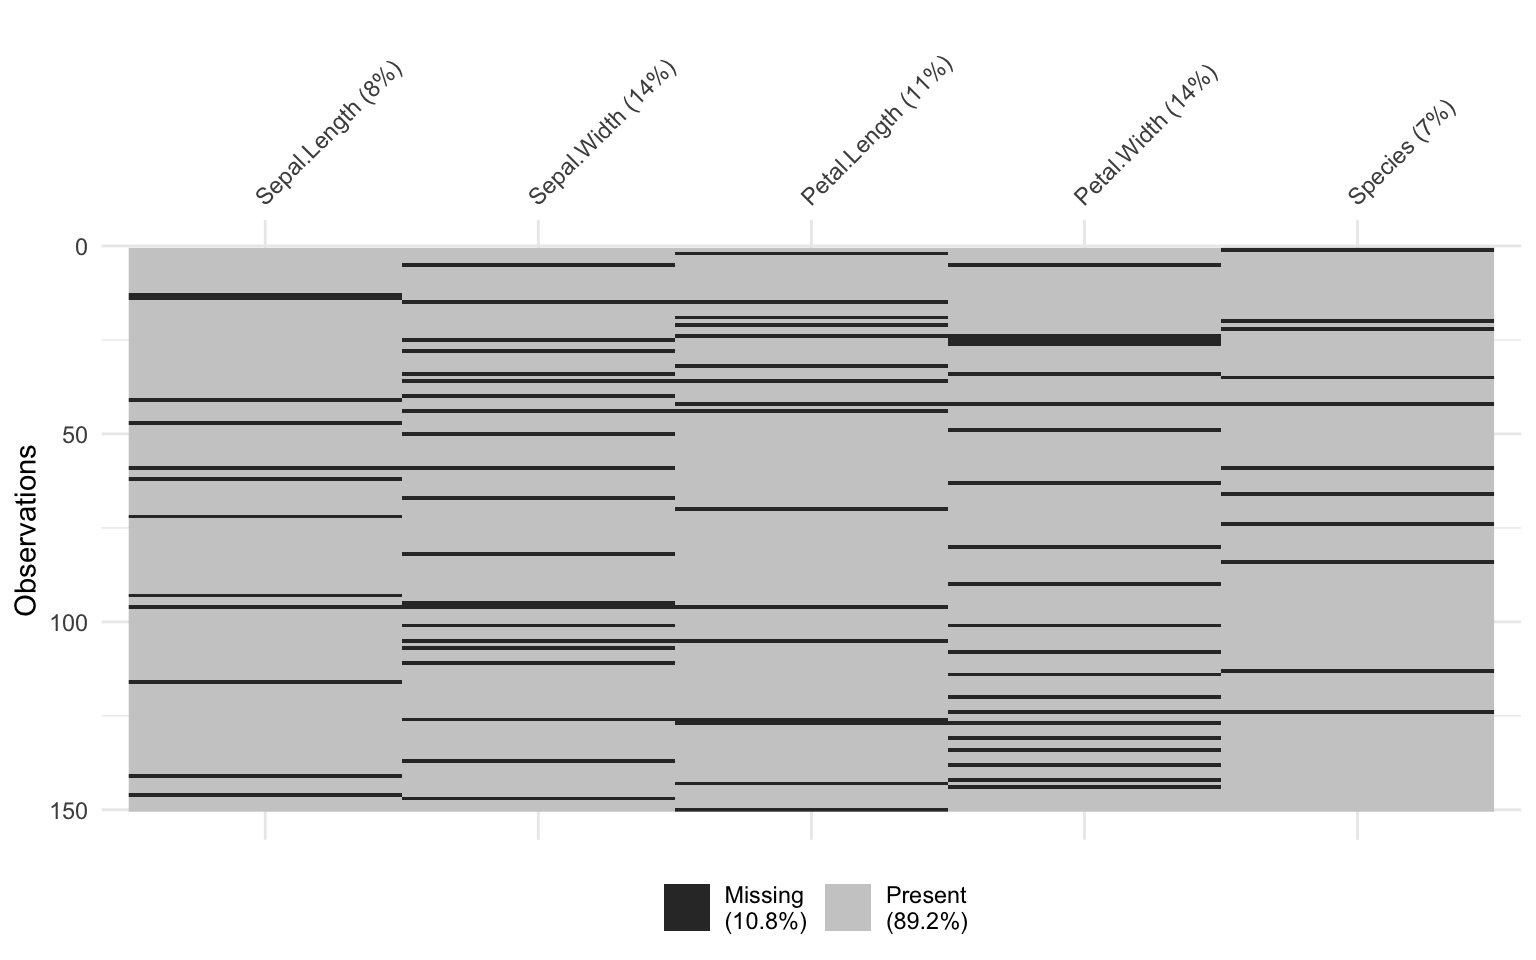 Sepal.Length (8%)
Sepal.Width (14%)
Petal.Length (11%)
Petal.Width (14%)
Species (7%)
0
50
100
150
Observations
Missing
(10.8%)
Present
(89.2%)